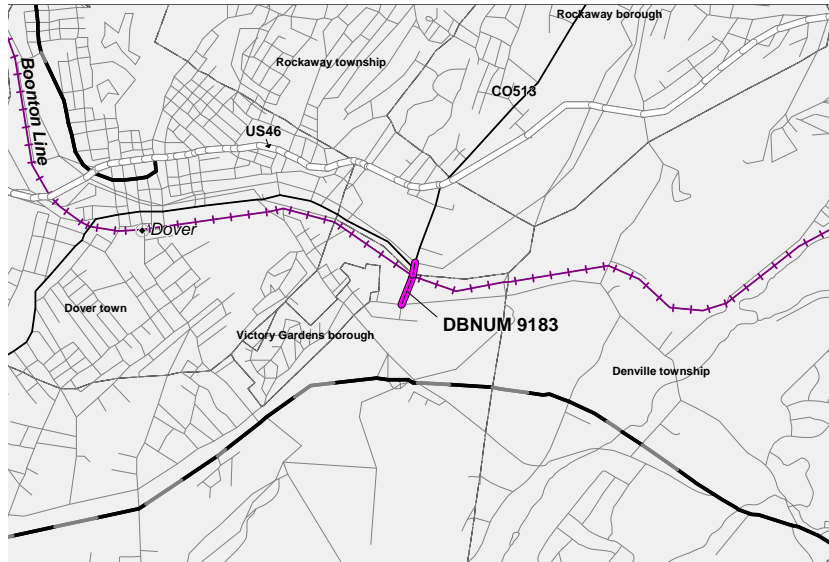 Rockaway borough
Rockaway township
Boonton Line
CO513
US46
Dover
Dover town
Victory Gardens borough
DBNUM 9183
Denville township